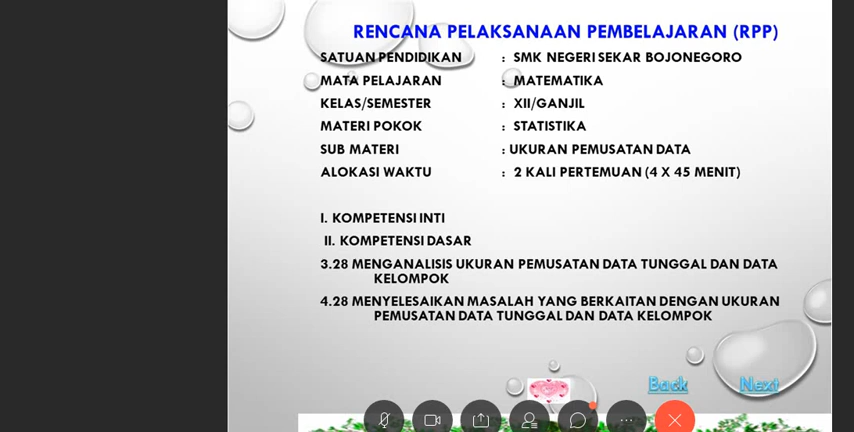 RENCANA PELAKSANAAN PEMBELAJARAN (RPP)
SATUAN PENDIDIKAN : SMK NEGERI SEKAR BOJONEGORO
MATA PELAJARAN : MATEMATIKA
KELAS/SEMESTER : XII/GANJIL
MATERI POKOK : STATISTIKA
SUB MATERI : UKURAN PEMUSATAN DATA
ALOKASI WAKTU : 2 KALI PERTEMUAN (4 X 45 MENIT)
I. KOMPETENSI INTI
II. KOMPETENSI DASAR
3.28 MENGANALISIS UKURAN PEMUSATAN DATA TUNGGAL DAN DATA
KELOMPOK
4.28 MENYELESAIKAN MASALAH YANG BERKAITAN DENGAN UKURAN
PEMUSATAN DATA TUNGGAL DAN DATA KELOMPOK
Back Next